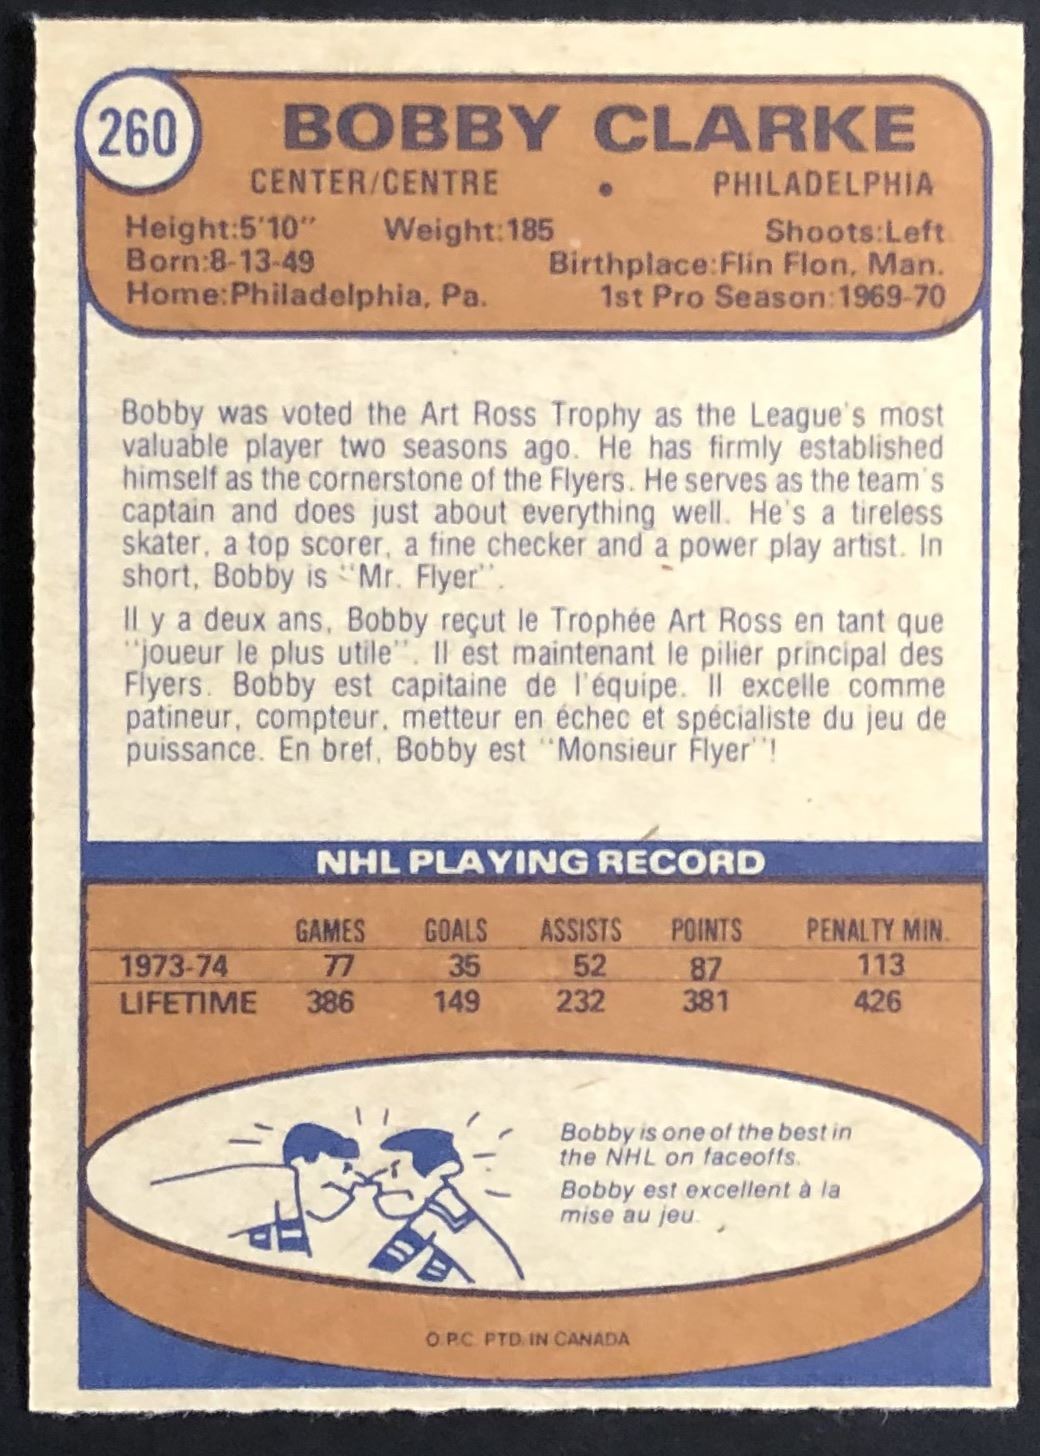 260
BOBBY CLARKE
CENTER/CENTRE • PHILADELPHIA
Height:5'10" Weight:185 Shoots:Left
Born:8-13-49 Birthplace:Flin Flon, Man.
Home:Philadelphia, Pa. 1st Pro Season:1969-70
Bobby was voted the Art Ross Trophy as the League's most
valuable player two seasons ago. He has firmly established
himself as the cornerstone of the Flyers. He serves as the team's
captain and does just about everything well. He's a tireless
skater, a top scorer, a fine checker and a power play artist. In
short, Bobby is "Mr. Flyer".
Il y a deux ans, Bobby reçut le Trophée Art Ross en tant que
"joueur le plus utile". Il est maintenant le pilier principal des
Flyers. Bobby est capitaine de l'équipe. Il excelle comme
patineur, compteur, metteur en échec et spécialiste du jeu de
puissance. En bref, Bobby est "Monsieur Flyer"!
NHL PLAYING RECORD
GAMES GOALS ASSISTS POINTS PENALTY MIN.
1973-74 77 35 52 87 113
LIFETIME 386 149 232 381 426
Bobby is one of the best in
the NHL on faceoffs.
Bobby est excellent à la
mise au jeu.
O.P.C. PTD. IN CANADA